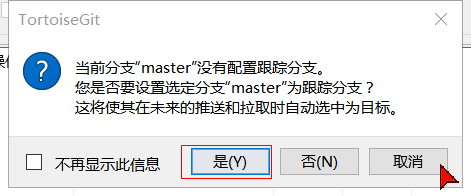 TortoiseGit
当前分支“master”没有配置跟踪分支。
您是否要设置选定分支“master”为跟踪分支？
这将使其在未来的推送和拉取时自动选中为目标。
不再显示此信息
是(Y)
否(N)
取消